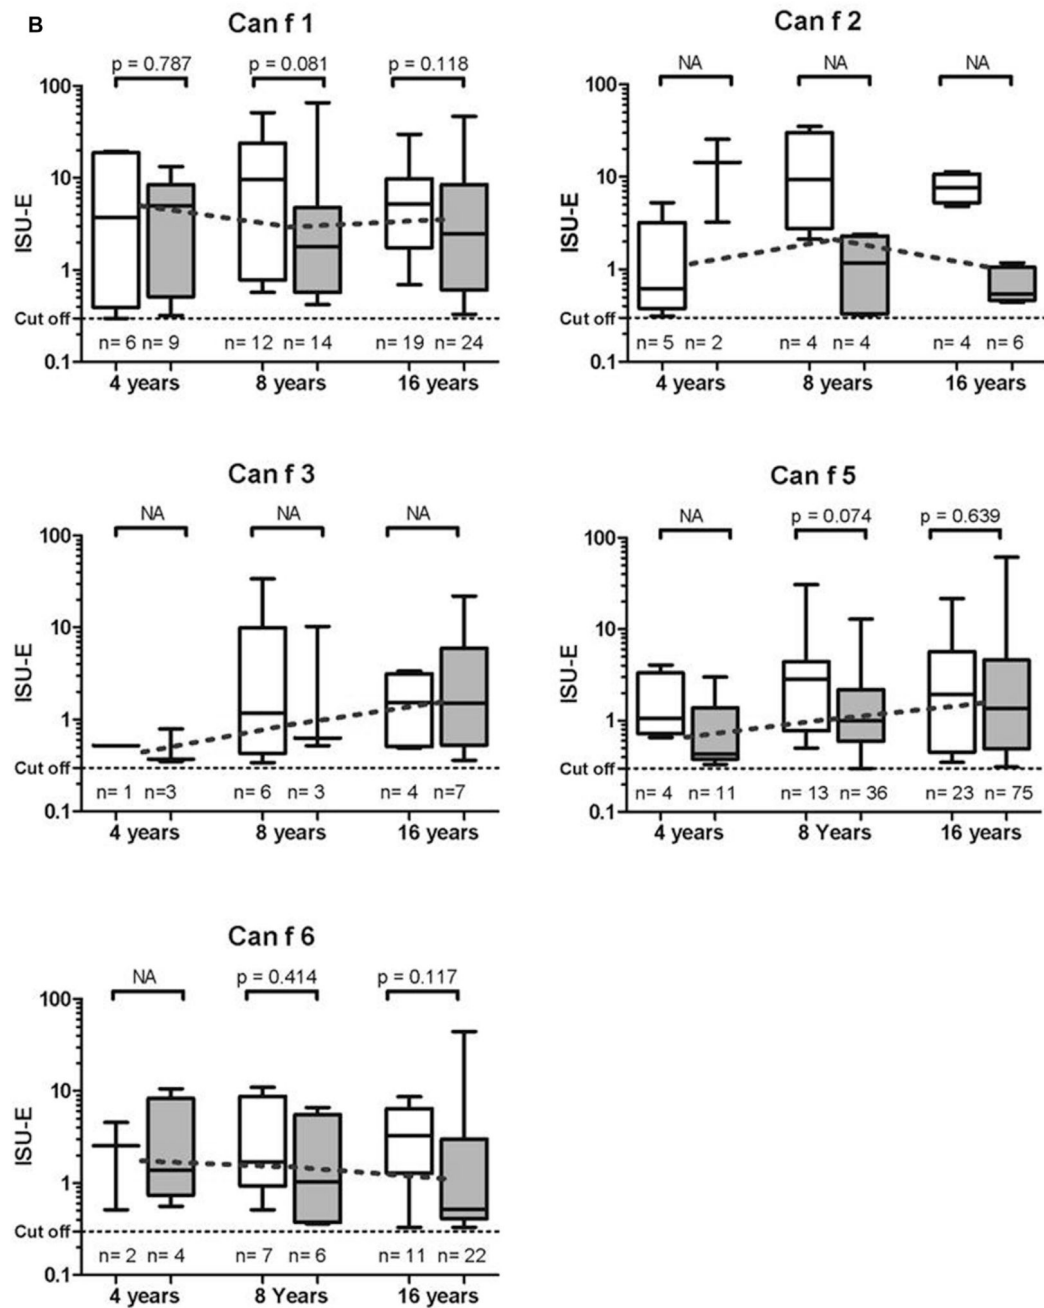 B
Can f 1
p = 0.787 p = 0.081 p = 0.118
100
10
1
Cut off
0.1
ISU-E
n= 6 n= 9 n= 12 n= 14 n= 19 n= 24
4 years 8 years 16 years
Can f 2
NA NA NA
100
10
1
Cut off
0.1
ISU-E
n= 5 n= 2 n= 4 n= 4 n= 4 n= 6
4 years 8 years 16 years
Can f 3
NA NA NA
100
10
1
Cut off
0.1
ISU-E
n= 1 n=3 n= 6 n= 3 n= 4 n=7
4 years 8 years 16 years
Can f 5
NA p = 0.074 p = 0.639
100
10
1
Cut off
0.1
ISU-E
n= 4 n= 11 n= 13 n= 36 n= 23 n= 75
4 years 8 Years 16 years
Can f 6
NA p = 0.414 p = 0.117
100
10
1
Cut off
0.1
ISU-E
n= 2 n= 4 n= 7 n= 6 n= 11 n= 22
4 years 8 Years 16 years